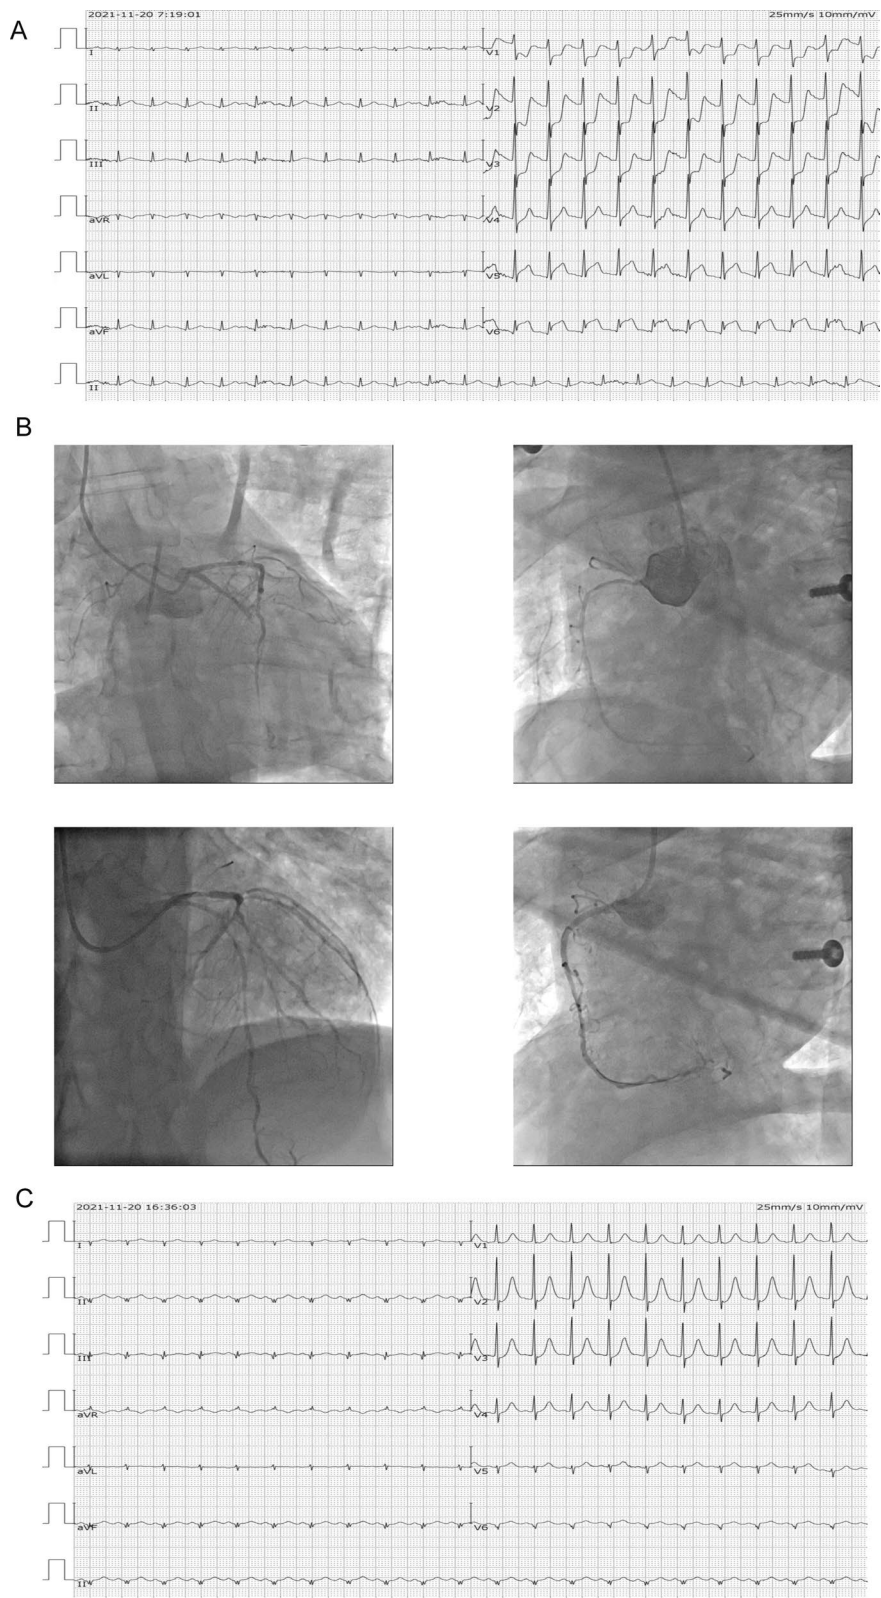 A
2021-11-20 7:19:01 25mm/s 10mm/mV
I V1
II V2
III V3
aVR V4
aVL V5
aVF V6
II
B
C
2021-11-20 16:36:03 25mm/s 10mm/mV
I V1
II V2
III V3
aVR V4
aVL V5
aVF V6
II